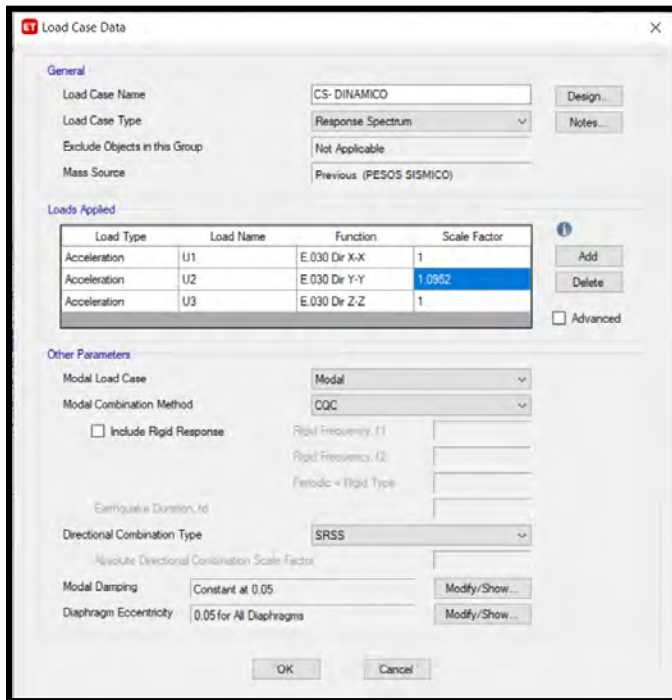 ET Load Case Data
General
Load Case Name CS- DINAMICO Design...
Load Case Type Response Spectrum Notes...
Exclude Objects in this Group Not Applicable
Mass Source Previous (PESOS SISMICO)
Loads Applied
Load Type Load Name Function Scale Factor
Acceleration U1 E.030 Dir X-X 1 Add
Acceleration U2 E.030 Dir Y-Y 1.0952 Delete
Acceleration U3 E.030 Dir Z-Z 1
Advanced
Other Parameters
Modal Load Case Modal
Modal Combination Method CQC
Include Rigid Response Rigid Frequency, f1
Rigid Frequency, f2
Periodic + Rigid Type
Earthquake Duration, td
Directional Combination Type SRSS
Absolute Directional Combination Scale Factor
Modal Damping Constant at 0.05 Modify/Show...
Diaphragm Eccentricity 0.05 for All Diaphragms Modify/Show...
OK Cancel